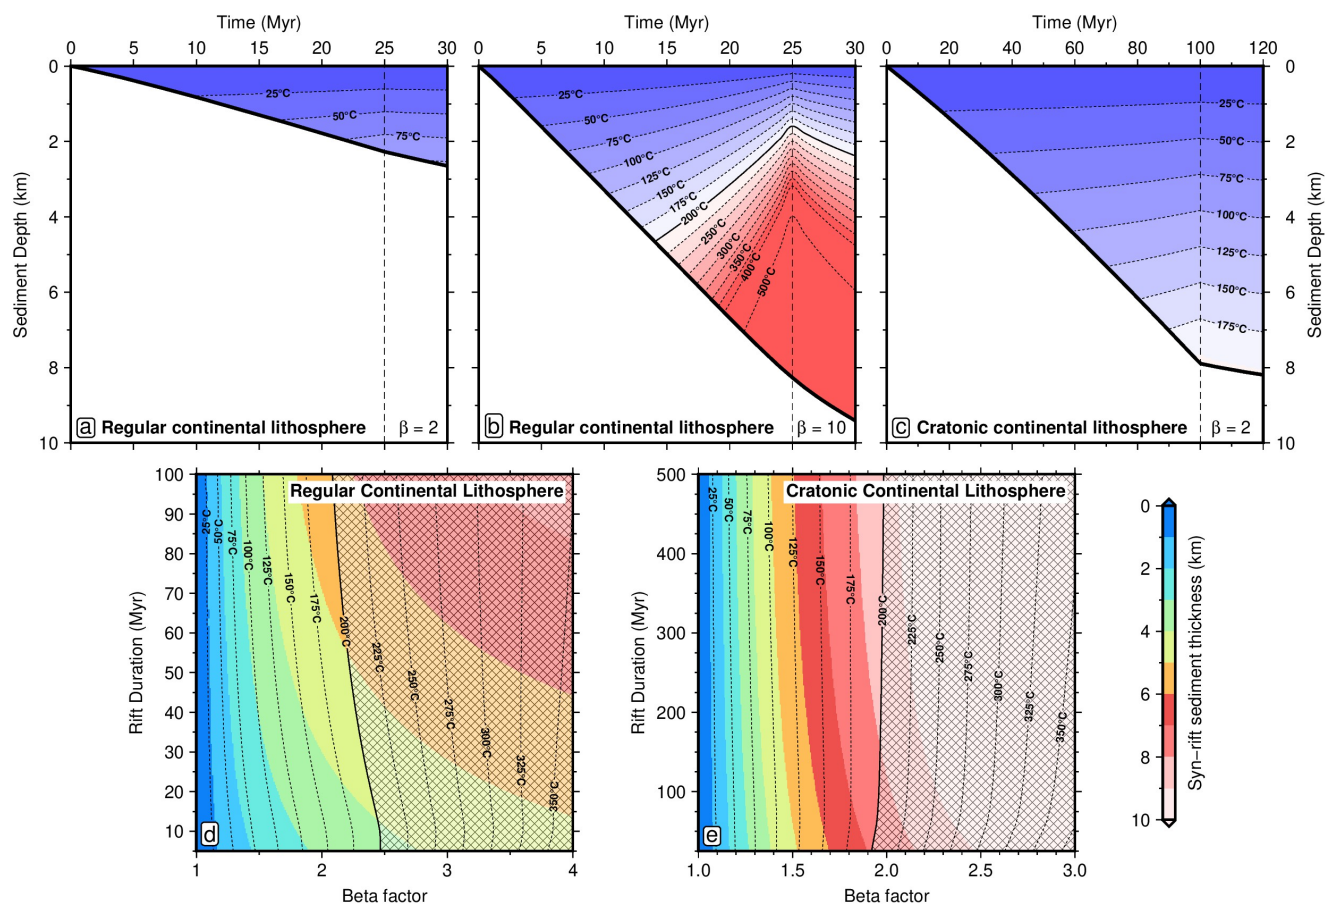 Time (Myr) Time (Myr) Time (Myr)
0 5 10 15 20 25 30 0 5 10 15 20 25 30 0 20 40 60 80 100 120
Sediment Depth (km)
0 2 4 6 8 10
25°C
50°C
75°C
a Regular continental lithosphere β = 2
25°C
50°C
75°C
100°C
125°C
150°C
175°C
200°C
250°C
300°C
350°C
400°C
500°C
b Regular continental lithosphere β = 10
25°C
50°C
75°C
100°C
125°C
150°C
175°C
c Cratonic continental lithosphere β = 2
0 2 4 6 8 10
Sediment Depth (km)
Regular Continental Lithosphere
Rift Duration (Myr)
100 90 80 70 60 50 40 30 20 10
25°C
50°C
75°C
100°C
125°C
150°C
175°C
200°C
225°C
250°C
275°C
300°C
325°C
350°C
d
1 2 3 4
Beta factor
Cratonic Continental Lithosphere
Rift Duration (Myr)
500 400 300 200 100
25°C
50°C
75°C
100°C
125°C
150°C
175°C
200°C
225°C
250°C
275°C
300°C
325°C
350°C
e
1.0 1.5 2.0 2.5 3.0
Beta factor
0 2 4 6 8 10
Syn−rift sediment thickness (km)